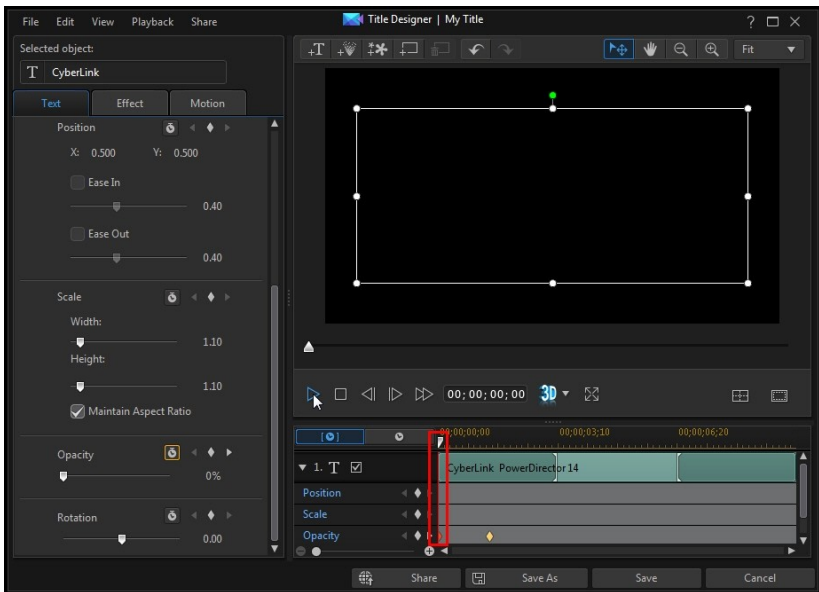 File Edit View Playback Share
Title Designer | My Title
?
Selected object:
T CyberLink
Text Effect Motion
Position
X: 0.500 Y: 0.500
Ease In
0.40
Ease Out
0.40
Scale
Width:
1.10
Height:
1.10
Maintain Aspect Ratio
Opacity
0%
Rotation
0.00
T
Fit
00;00;00;00
3D
00;00;00;00 00;00;03;10 00;00;06;20
1. T
CyberLink PowerDirector 14
Position
Scale
Opacity
Share Save As Save Cancel